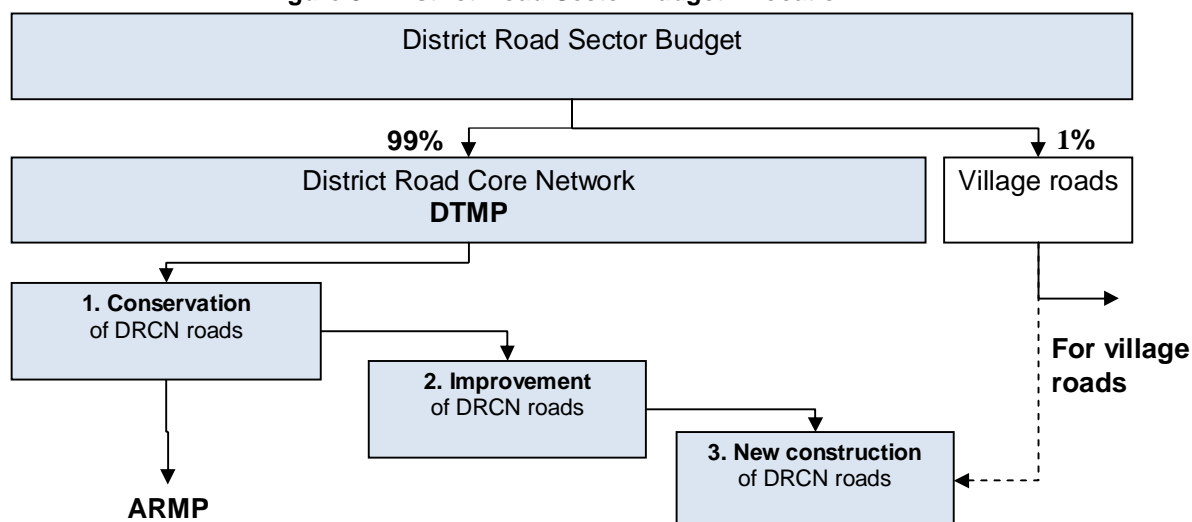 District Road Sector Budget
99%
1%
District Road Core Network
DTMP
Village roads
1. Conservation
of DRCN roads
2. Improvement
of DRCN roads
For village
roads
3. New construction
of DRCN roads
ARMP